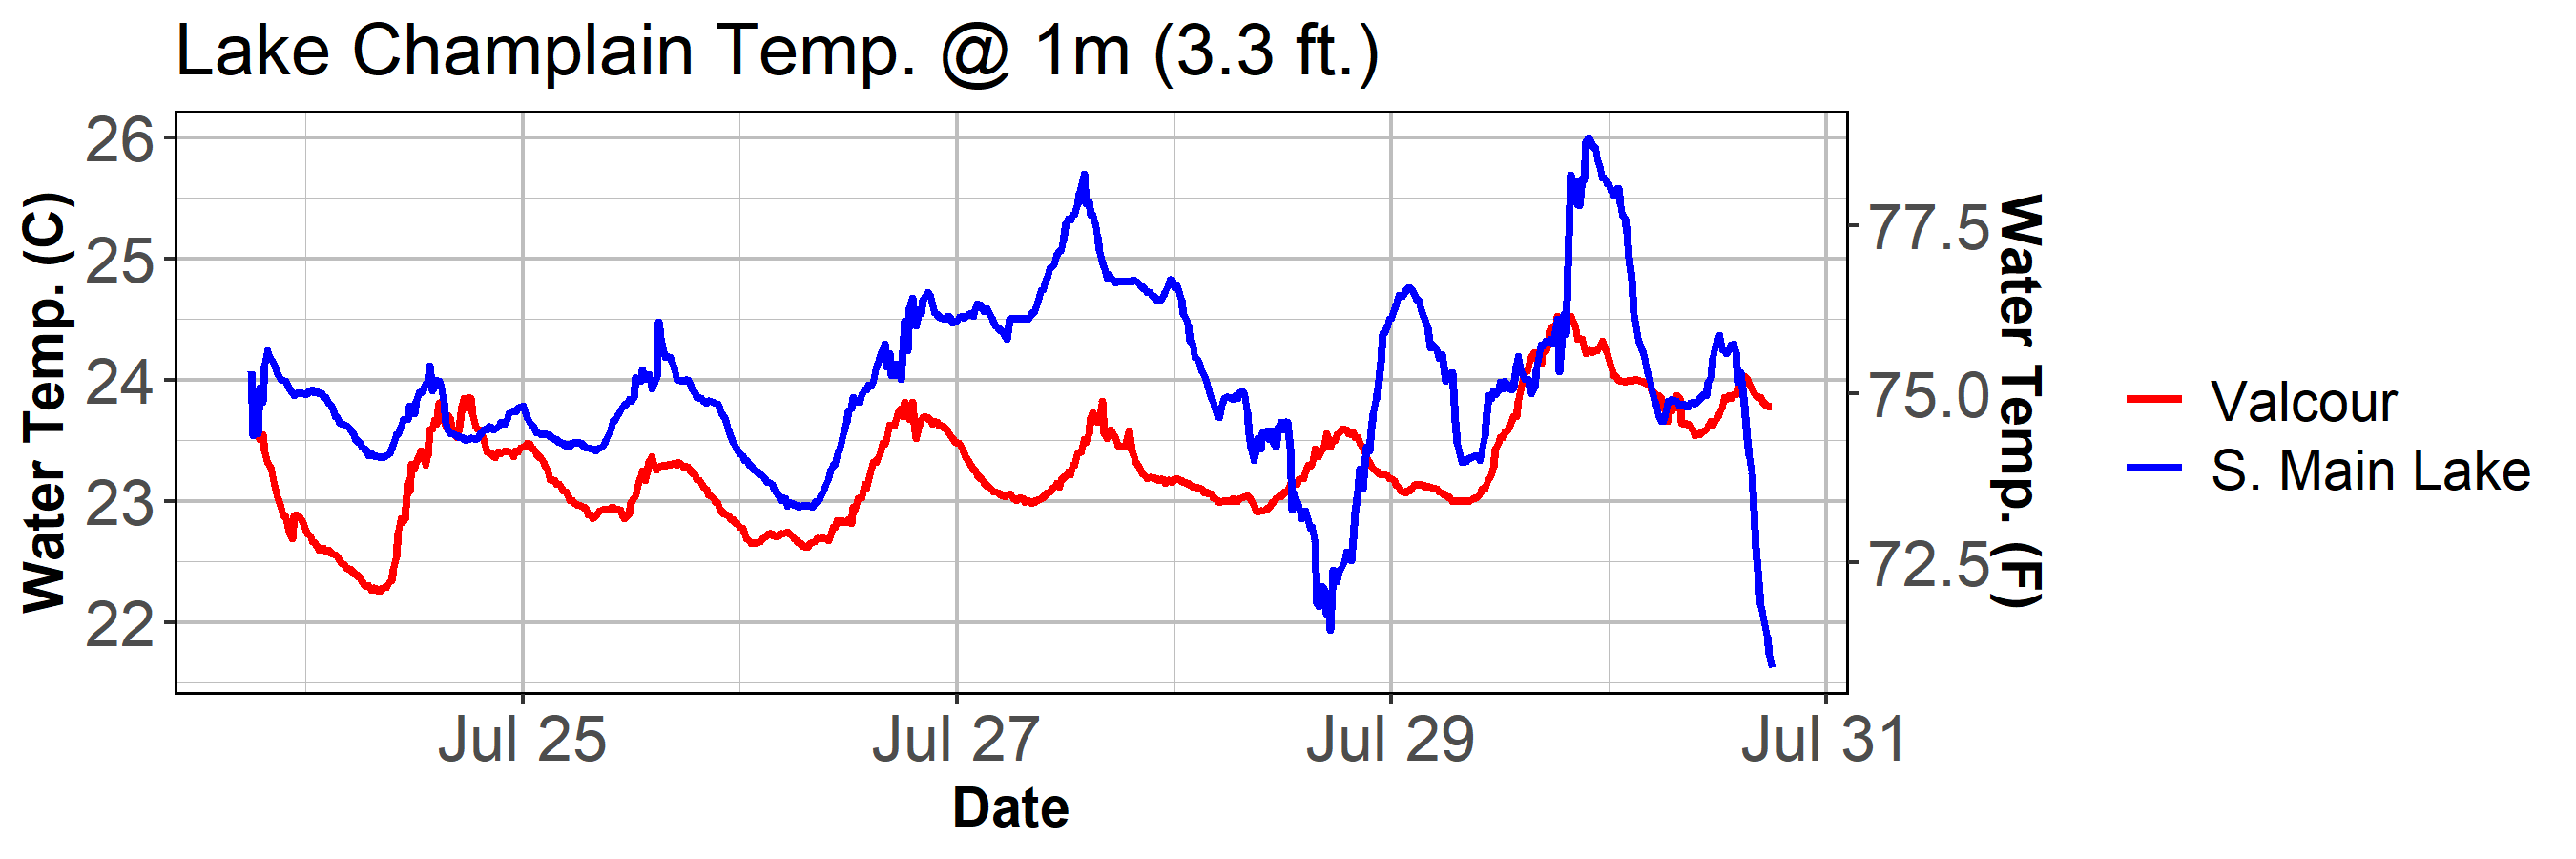 Lake Champlain Temp. @ 1m (3.3 ft.)
Water Temp. (C)
26
25
24
23
22
77.5
75.0
72.5
Water Temp. (F)
Jul 25
Jul 27
Jul 29
Jul 31
Date
Valcour
S. Main Lake